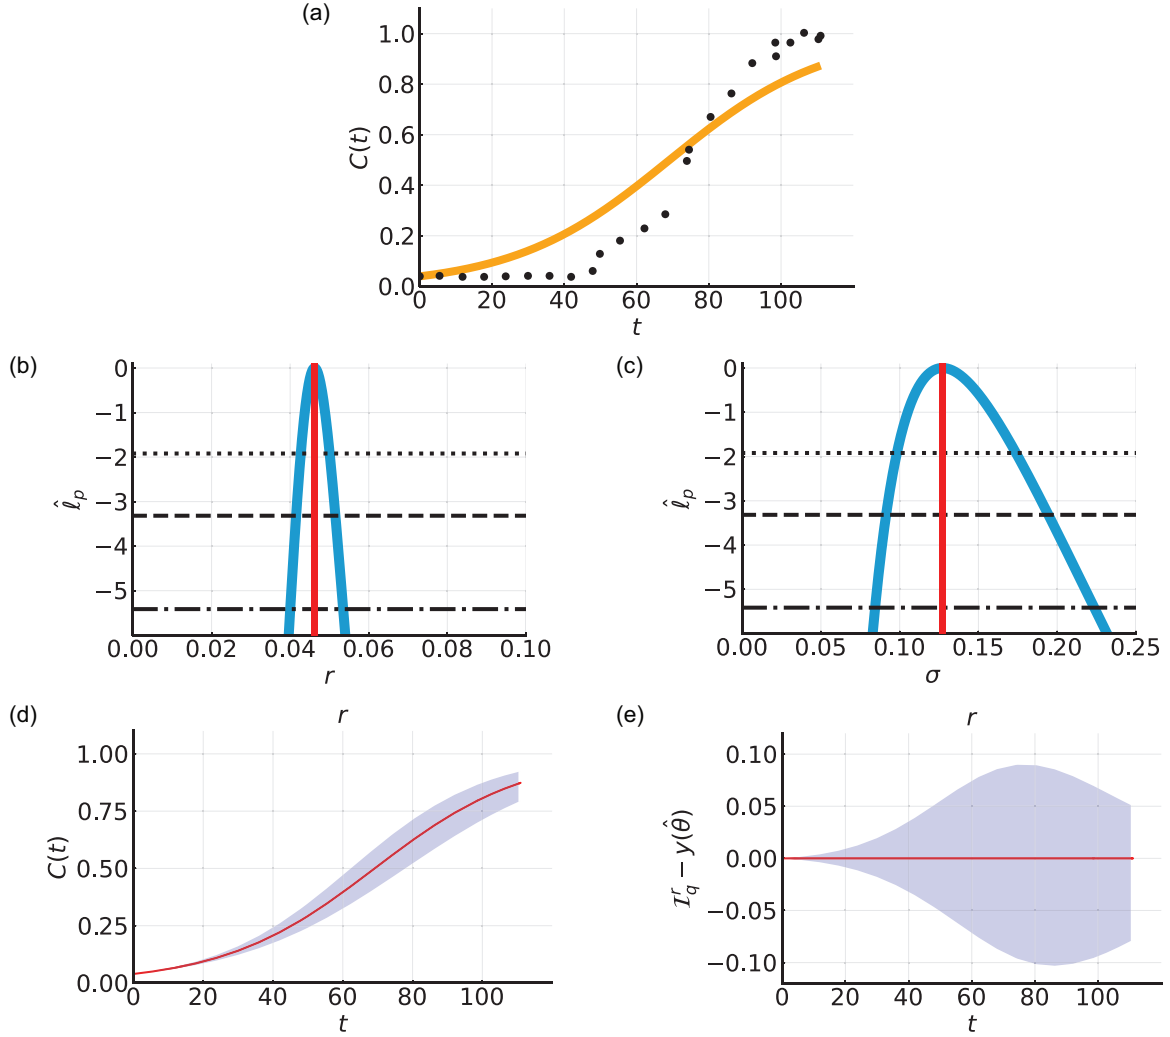 (a)
1.0
0.8
0.6
0.4
0.2
0.0
C(t)
0 20 40 60 80 100
t
(b)
0
−1
−2
−3
−4
−5
ℓ̂ₚ
0.00 0.02 0.04 0.06 0.08 0.10
r
(c)
0
−1
−2
−3
−4
−5
ℓ̂ₚ
0.00 0.05 0.10 0.15 0.20 0.25
σ
(d)
r
1.00
0.75
0.50
0.25
0.00
C(t)
0 20 40 60 80 100
t
(e)
r
0.10
0.05
0.00
−0.05
−0.10
ℐ_q^r − y(θ̂)
0 20 40 60 80 100
t